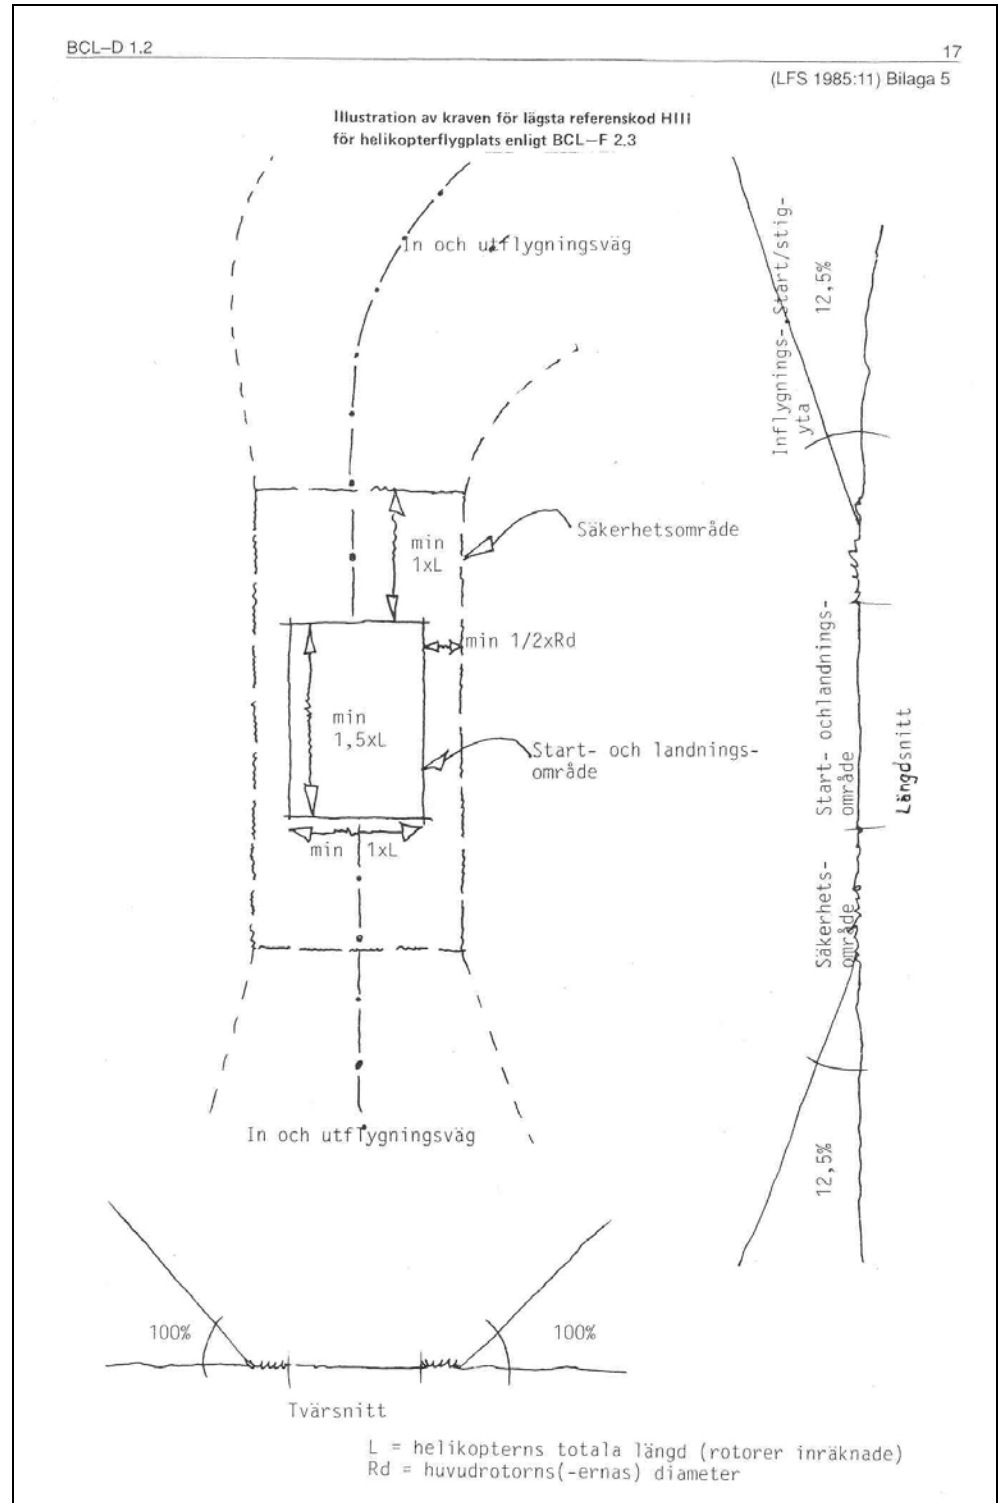 BCL–D 1.2
17
(LFS 1985:11) Bilaga 5
Illustration av kraven för lägsta referenskod HIII
för helikopterflygplats enligt BCL–F 2.3
In och utflygningsväg
Inflygnings- Start/stig-
yta
12,5%
Säkerhetsområde
min
1xL
min 1/2xRd
min
1,5xL
Start- och landnings-
område
min 1xL
Start- ochlandnings-
område
Längdsnitt
Säkerhets-
område
12,5%
In och utflygningsväg
100%
100%
Tvärsnitt
L = helikopterns totala längd (rotorer inräknade)
Rd = huvudrotorns(-ernas) diameter